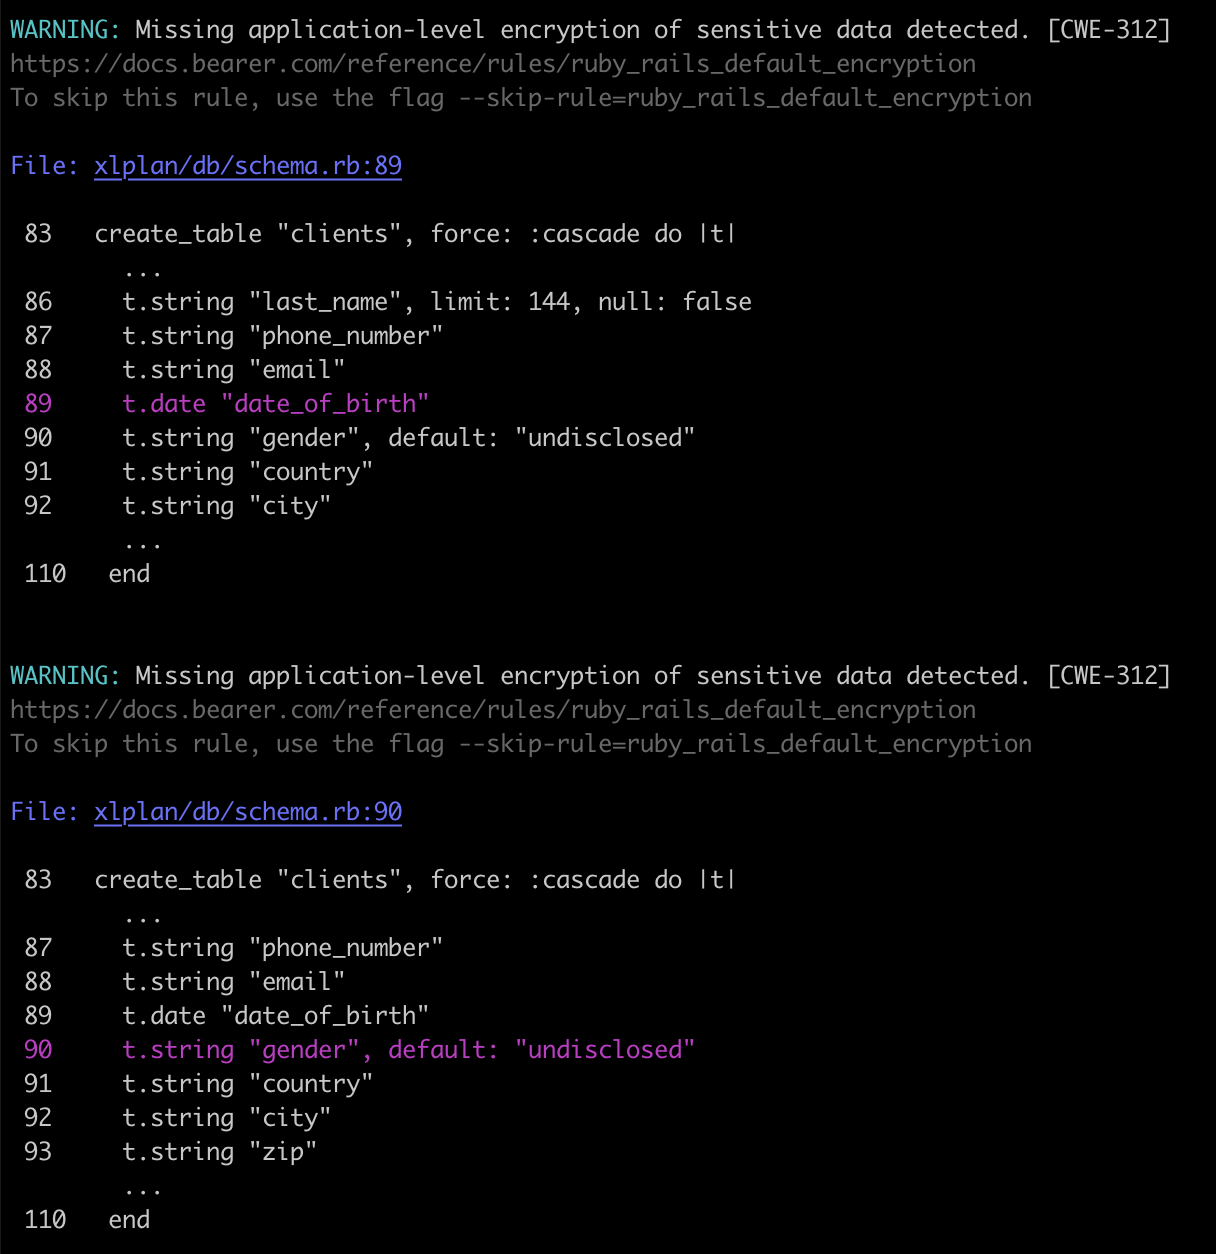 WARNING: Missing application-level encryption of sensitive data detected. [CWE-312]
https://docs.bearer.com/reference/rules/ruby_rails_default_encryption
To skip this rule, use the flag --skip-rule=ruby_rails_default_encryption
File: xlplan/db/schema.rb:89
83 create_table "clients", force: :cascade do |t|
...
86 t.string "last_name", limit: 144, null: false
87 t.string "phone_number"
88 t.string "email"
89 t.date "date_of_birth"
90 t.string "gender", default: "undisclosed"
91 t.string "country"
92 t.string "city"
...
110 end
WARNING: Missing application-level encryption of sensitive data detected. [CWE-312]
https://docs.bearer.com/reference/rules/ruby_rails_default_encryption
To skip this rule, use the flag --skip-rule=ruby_rails_default_encryption
File: xlplan/db/schema.rb:90
83 create_table "clients", force: :cascade do |t|
...
87 t.string "phone_number"
88 t.string "email"
89 t.date "date_of_birth"
90 t.string "gender", default: "undisclosed"
91 t.string "country"
92 t.string "city"
93 t.string "zip"
...
110 end